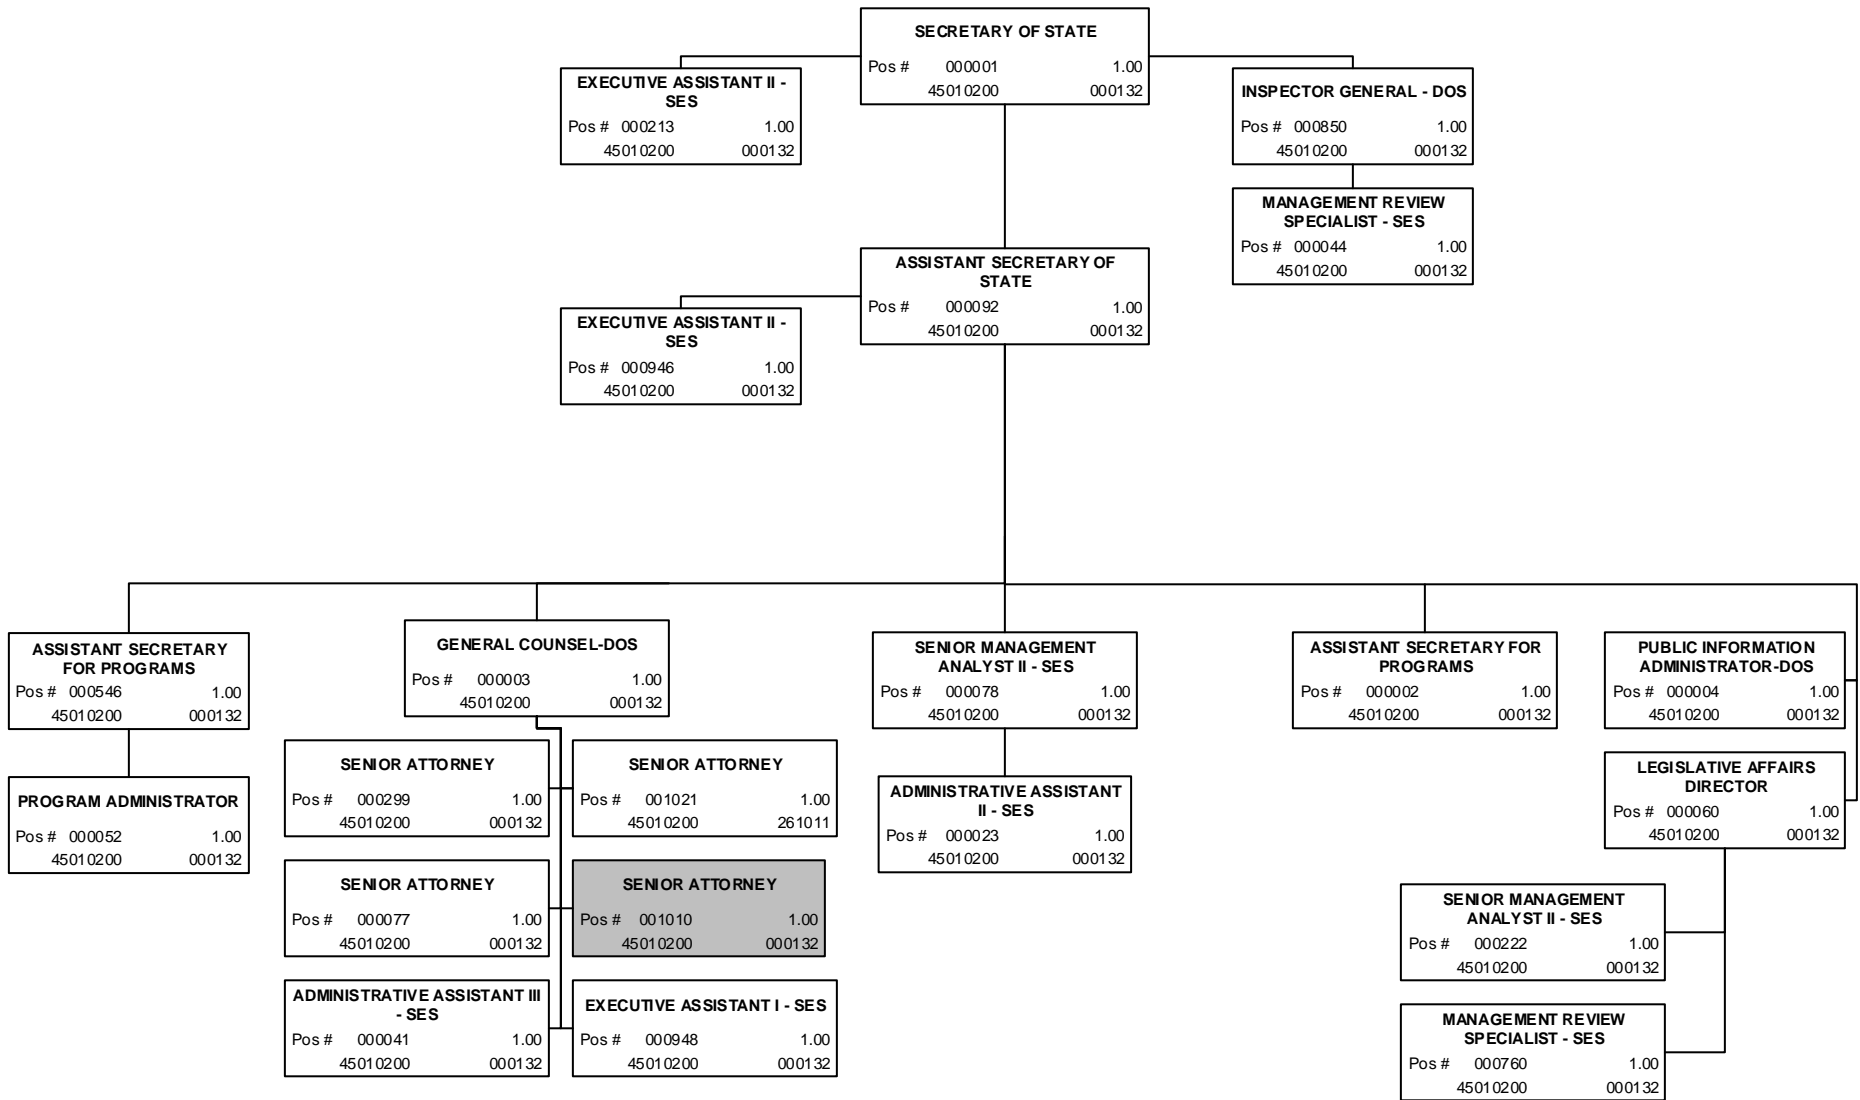 SECRETARY OF STATE
Pos # 000001 1.00
45010200 000132
EXECUTIVE ASSISTANT II -
SES
Pos # 000213 1.00
45010200 000132
INSPECTOR GENERAL - DOS
Pos # 000850 1.00
45010200 000132
MANAGEMENT REVIEW
SPECIALIST - SES
Pos # 000044 1.00
45010200 000132
ASSISTANT SECRETARY OF
STATE
Pos # 000092 1.00
45010200 000132
EXECUTIVE ASSISTANT II -
SES
Pos # 000946 1.00
45010200 000132
ASSISTANT SECRETARY
FOR PROGRAMS
Pos # 000546 1.00
45010200 000132
PROGRAM ADMINISTRATOR
Pos # 000052 1.00
45010200 000132
GENERAL COUNSEL-DOS
Pos # 000003 1.00
45010200 000132
SENIOR ATTORNEY
Pos # 000299 1.00
45010200 000132
SENIOR ATTORNEY
Pos # 001021 1.00
45010200 261011
SENIOR ATTORNEY
Pos # 000077 1.00
45010200 000132
SENIOR ATTORNEY
Pos # 001010 1.00
45010200 000132
ADMINISTRATIVE ASSISTANT III
- SES
Pos # 000041 1.00
45010200 000132
EXECUTIVE ASSISTANT I - SES
Pos # 000948 1.00
45010200 000132
SENIOR MANAGEMENT
ANALYST II - SES
Pos # 000078 1.00
45010200 000132
ADMINISTRATIVE ASSISTANT
II - SES
Pos # 000023 1.00
45010200 000132
ASSISTANT SECRETARY FOR
PROGRAMS
Pos # 000002 1.00
45010200 000132
PUBLIC INFORMATION
ADMINISTRATOR-DOS
Pos # 000004 1.00
45010200 000132
LEGISLATIVE AFFAIRS
DIRECTOR
Pos # 000060 1.00
45010200 000132
SENIOR MANAGEMENT
ANALYST II - SES
Pos # 000222 1.00
45010200 000132
MANAGEMENT REVIEW
SPECIALIST - SES
Pos # 000760 1.00
45010200 000132